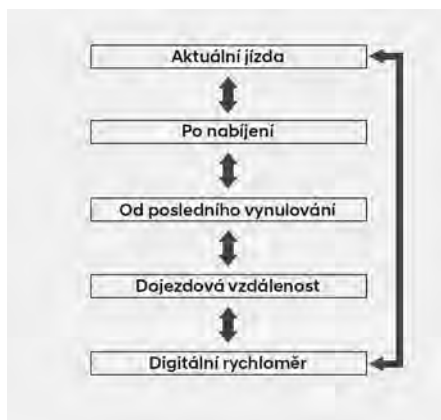 Aktuální jízda
Po nabíjení
Od posledního vynulování
Dojezdová vzdálenost
Digitální rychloměr